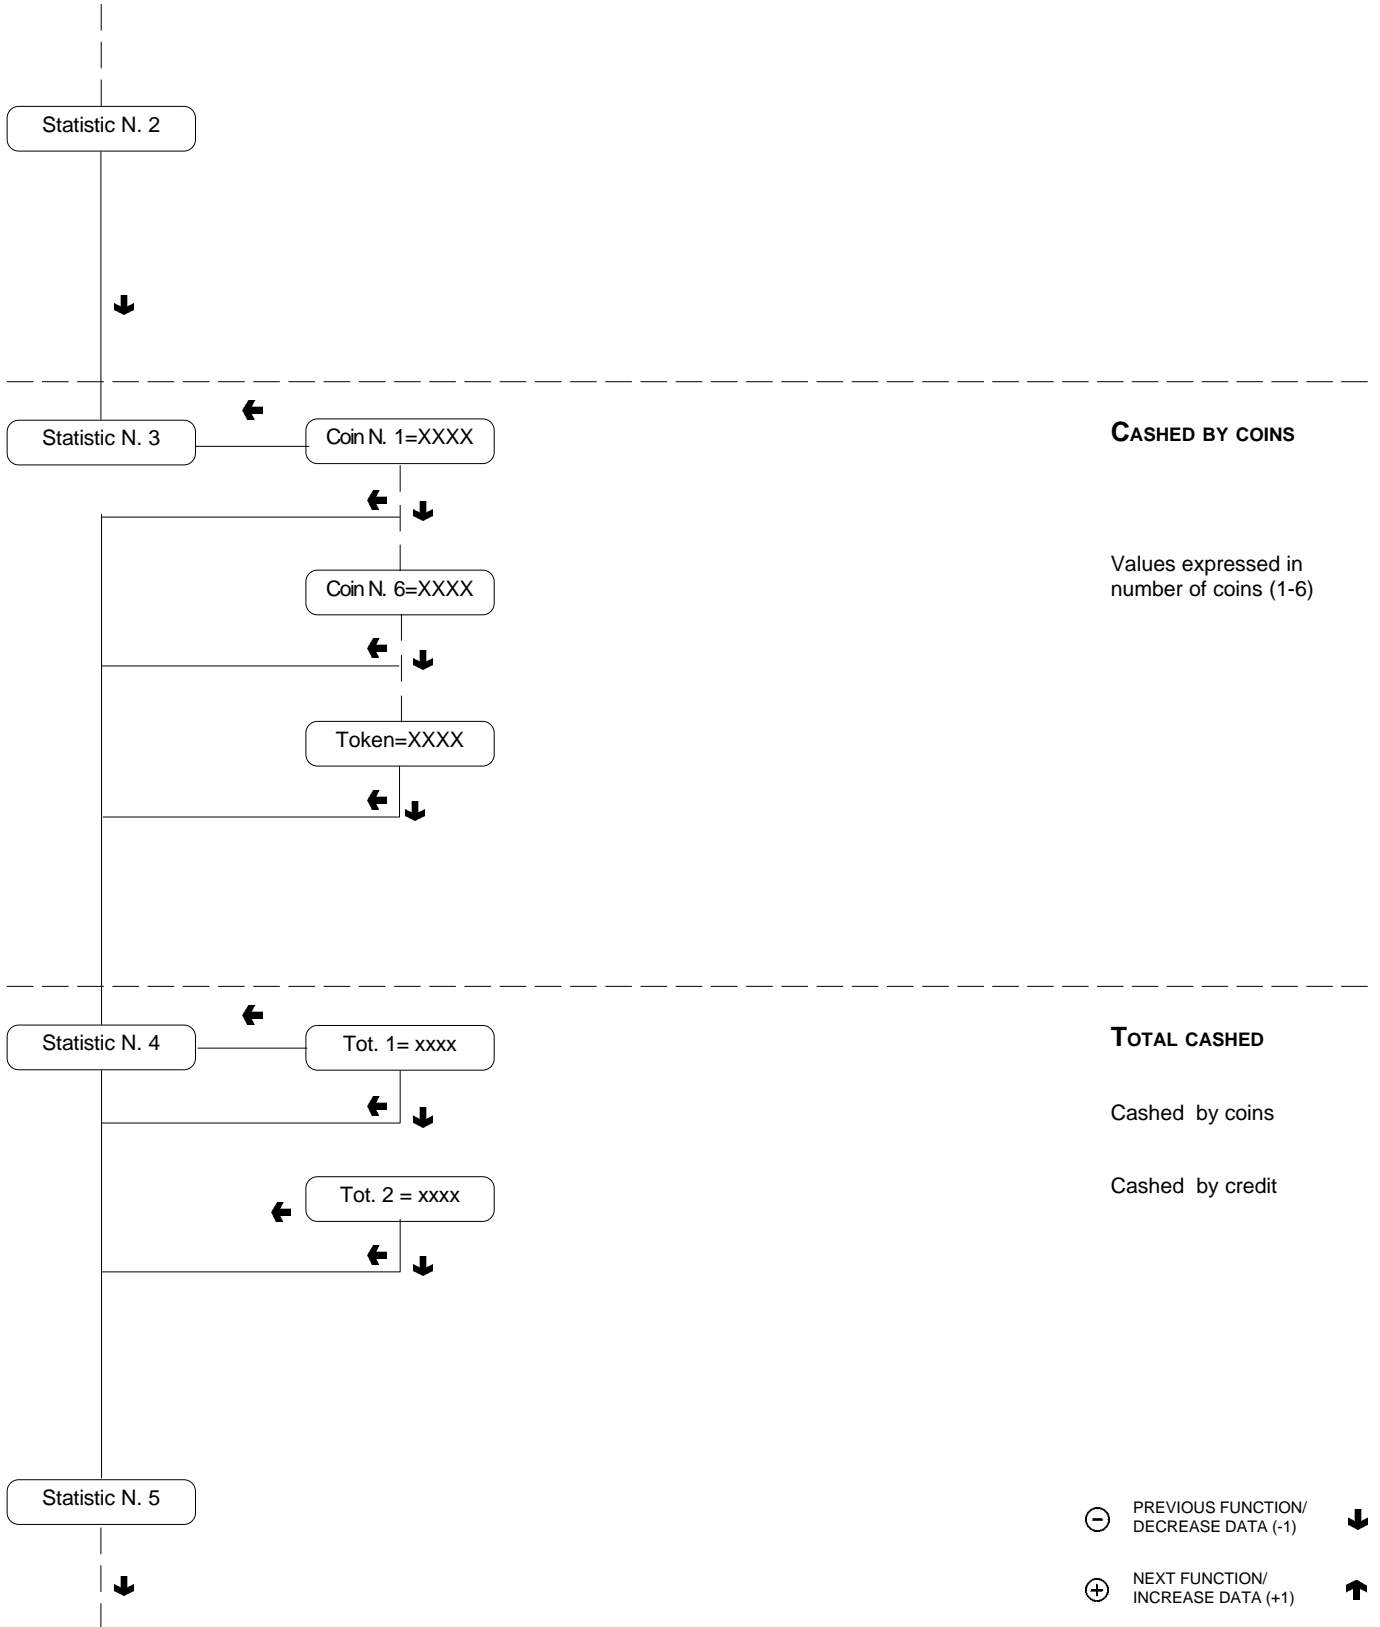 Statistic N. 2
Statistic N. 3
Coin N. 1=XXXX
CASHED BY COINS
Coin N. 6=XXXX
Values expressed in
number of coins (1-6)
Token=XXXX
Statistic N. 4
Tot. 1= xxxx
TOTAL CASHED
Cashed by coins
Tot. 2 = xxxx
Cashed by credit
Statistic N. 5
PREVIOUS FUNCTION/
DECREASE DATA (-1)
NEXT FUNCTION/
INCREASE DATA (+1)